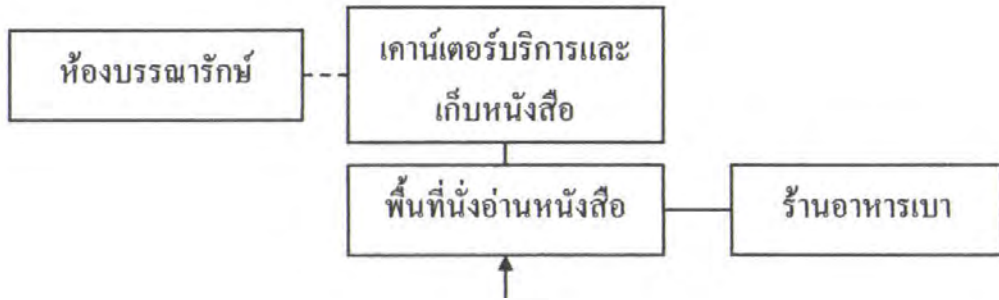 ห้องบรรณารักษ์
เคาน์เตอร์บริการและ
เก็บหนังสือ
พื้นที่นั่งอ่านหนังสือ
ร้านอาหารเบา